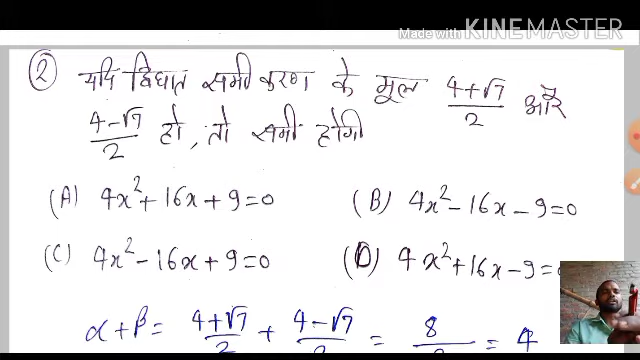 Made with KINEMASTER
(2) यदि द्विघात समीकरण के मूल (4+√7)/2 और
(4-√7)/2 हो, तो समी होगी
(A) 4x²+16x+9=0 (B) 4x²-16x-9=0
(C) 4x²-16x+9=0 (D) 4x²+16x-9=
α+β = (4+√7)/2 + (4-√7)/2 = 8/2 = 4